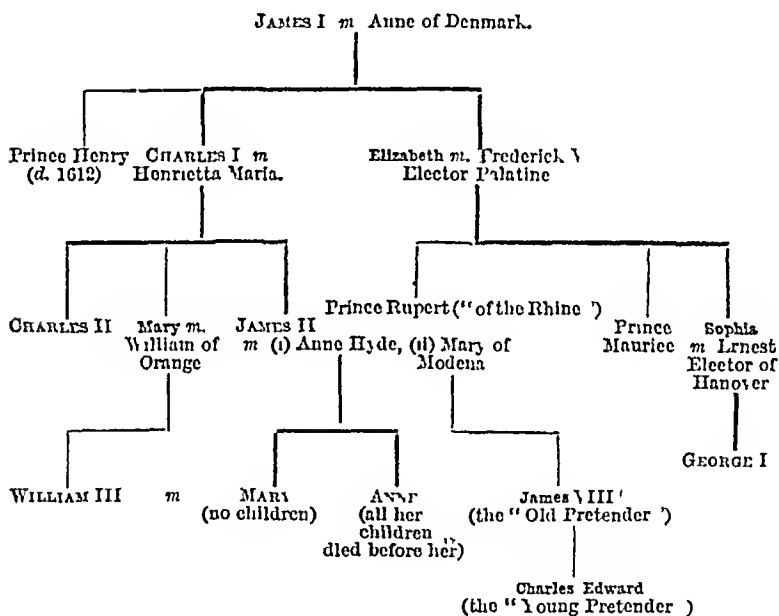 JAMES I m Anne of Denmark.
Prince Henry
(d. 1612)
CHARLES I m
Henrietta Maria.
Elizabeth m. Frederick V
Elector Palatine
CHARLES II
Mary m.
William of
Orange
JAMES II
m (i) Anne Hyde, (ii) Mary of
Modena
Prince Rupert ("of the Rhine")
Prince
Maurice
Sophia
m Ernest
Elector of
Hanover
GEORGE I
WILLIAM III m MARY
(no children)
ANNE
(all her
children
died before her)
James VIII
(the "Old Pretender")
Charles Edward
(the "Young Pretender")